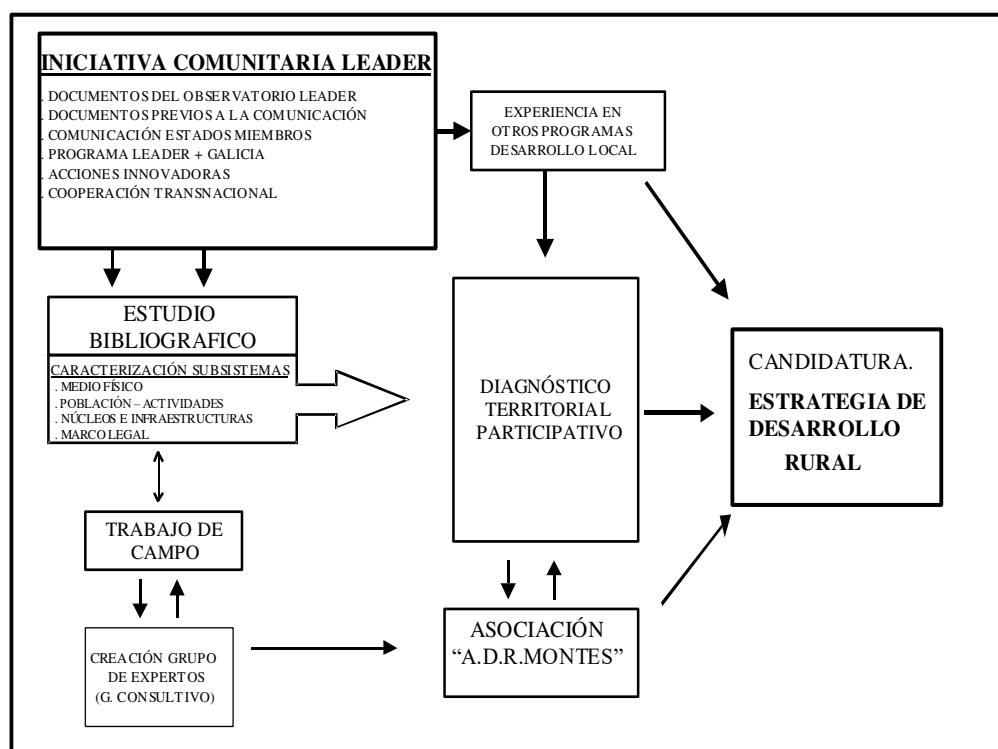 INICIATIVA COMUNITARIA LEADER
. DOCUMENTOS DEL OBSERVATORIO LEADER
. DOCUMENTOS PREVIOS A LA COMUNICACIÓN
. COMUNICACIÓN ESTADOS MIEMBROS
. PROGRAMA LEADER + GALICIA
. ACCIONES INNOVADORAS
. COOPERACIÓN TRANSNACIONAL
EXPERIENCIA EN
OTROS PROGRAMAS
DESARROLLO LOCAL
ESTUDIO
BIBLIOGRAFICO
CARACTERIZACIÓN SUBSISTEMAS
. MEDIO FÍSICO
. POBLACIÓN – ACTIVIDADES
. NÚCLEOS E INFRAESTRUCTURAS
. MARCO LEGAL
DIAGNÓSTICO
TERRITORIAL
PARTICIPATIVO
CANDIDATURA.
ESTRATEGIA DE
DESARROLLO
RURAL
TRABAJO DE
CAMPO
CREACIÓN GRUPO
DE EXPERTOS
(G. CONSULTIVO)
ASOCIACIÓN
“A.D.R.MONTES”